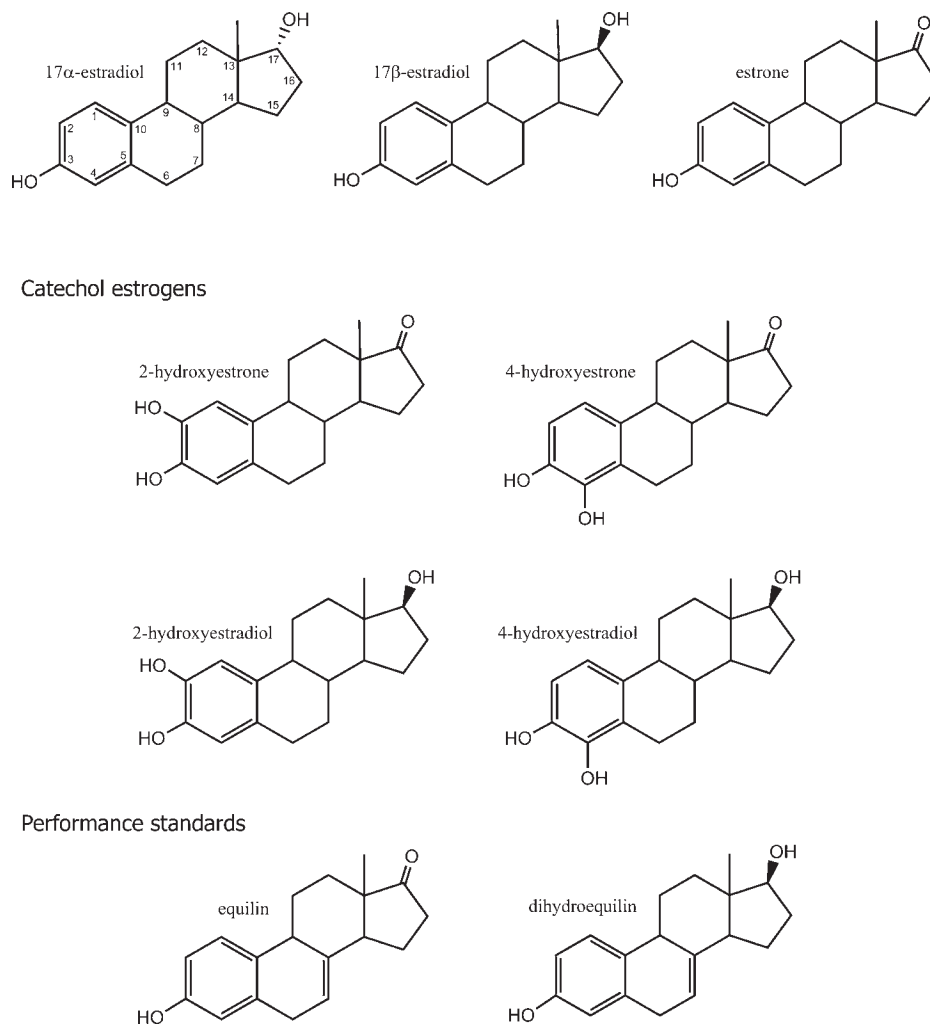 OH
OH
O
17α-estradiol
17β-estradiol
estrone
12
17
11
13
16
14
15
1
9
2
10
8
3
5
7
4
6
HO
HO
HO
Catechol estrogens
O
O
2-hydroxyestrone
4-hydroxyestrone
HO
HO
HO
OH
OH
OH
2-hydroxyestradiol
4-hydroxyestradiol
HO
HO
HO
OH
Performance standards
O
OH
equilin
dihydroequilin
HO
HO